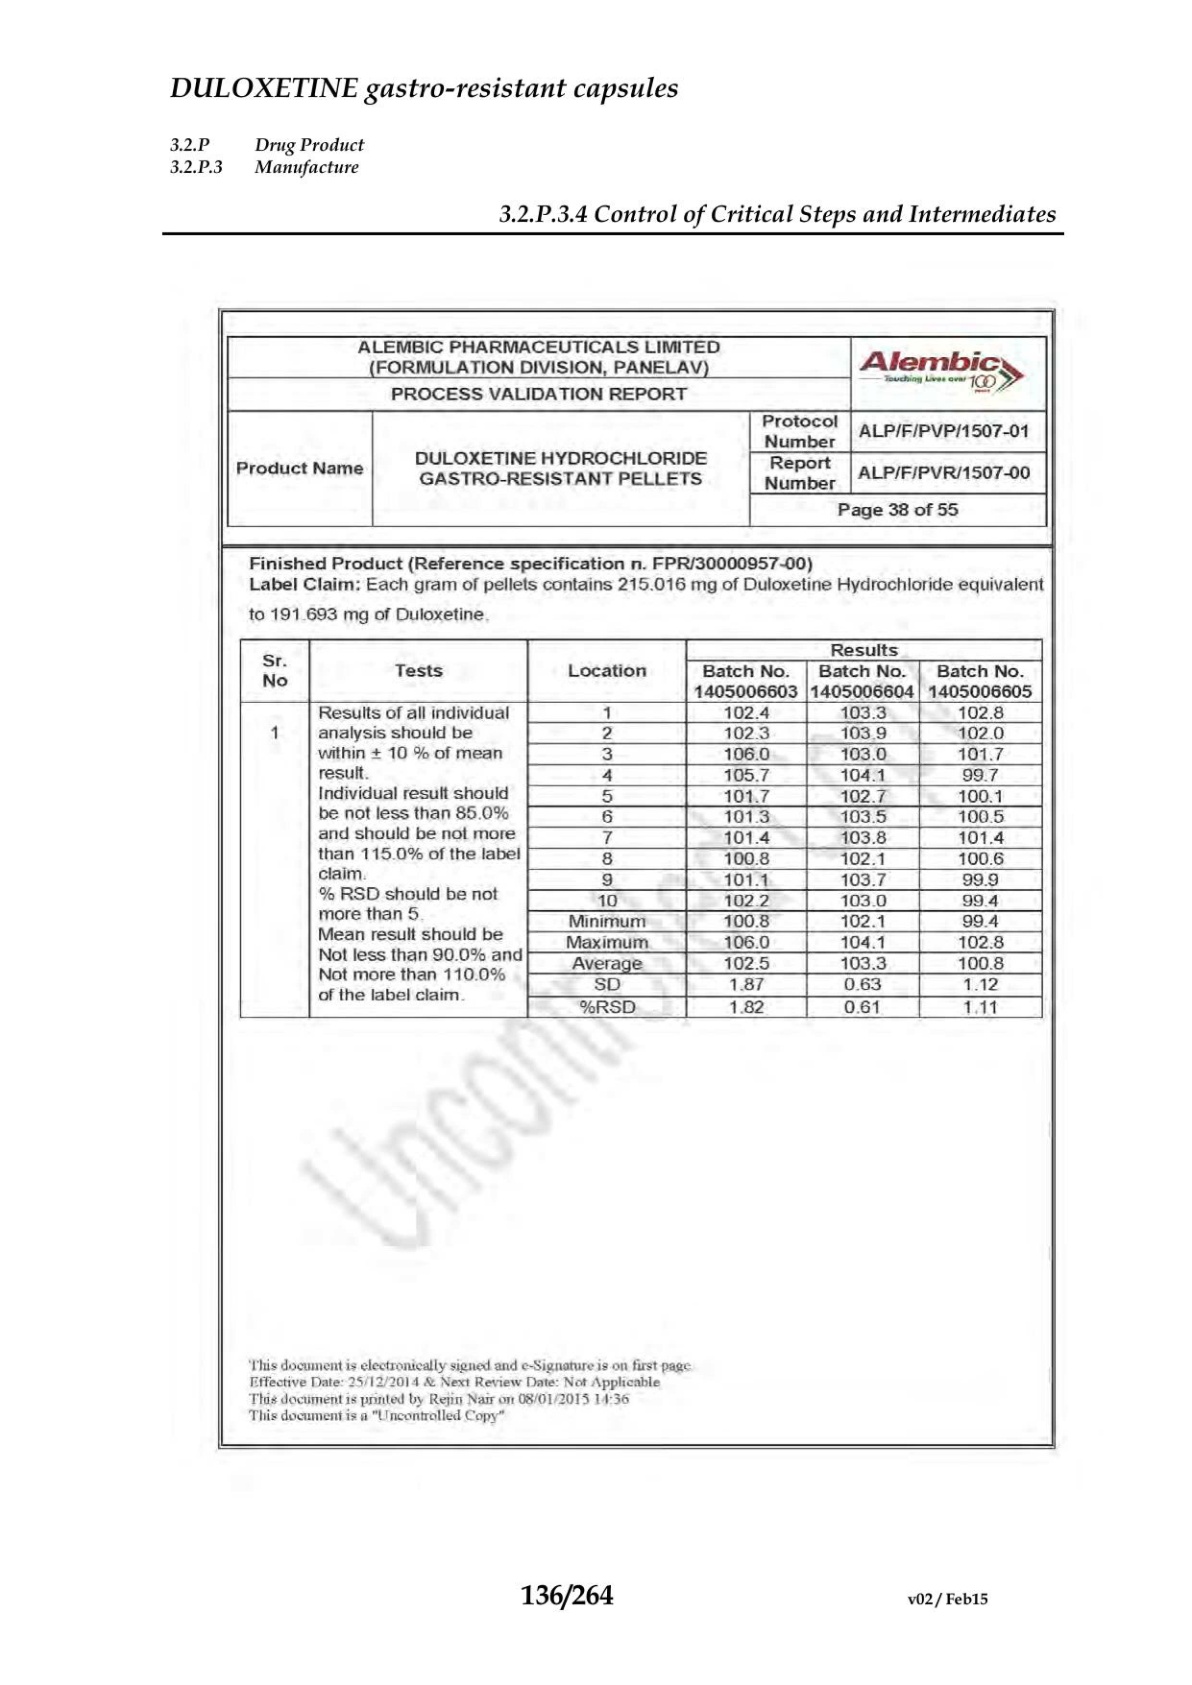 DULOXETINE gastro-resistant capsules
3.2.P Drug Product
3.2.P.3 Manufacture
3.2.P.3.4 Control of Critical Steps and Intermediates
ALEMBIC PHARMACEUTICALS LIMITED
(FORMULATION DIVISION, PANELAV)
PROCESS VALIDATION REPORT
Alembic
Touching Lives over 100
years
Product Name
DULOXETINE HYDROCHLORIDE
GASTRO-RESISTANT PELLETS
Protocol Number ALP/F/PVP/1507-01
Report Number ALP/F/PVR/1507-00
Page 38 of 55
Finished Product (Reference specification n. FPR/30000957-00)
Label Claim: Each gram of pellets contains 215.016 mg of Duloxetine Hydrochloride equivalent
to 191.693 mg of Duloxetine.
Sr. No
Tests
Location
Results
Batch No. 1405006603
Batch No. 1405006604
Batch No. 1405006605
1
Results of all individual
analysis should be
within ± 10 % of mean
result.
Individual result should
be not less than 85.0%
and should be not more
than 115.0% of the label
claim.
% RSD should be not
more than 5.
Mean result should be
Not less than 90.0% and
Not more than 110.0%
of the label claim.
1 102.4 103.3 102.8
2 102.3 103.9 102.0
3 106.0 103.0 101.7
4 105.7 104.1 99.7
5 101.7 102.7 100.1
6 101.3 103.5 100.5
7 101.4 103.8 101.4
8 100.8 102.1 100.6
9 101.1 103.7 99.9
10 102.2 103.0 99.4
Minimum 100.8 102.1 99.4
Maximum 106.0 104.1 102.8
Average 102.5 103.3 100.8
SD 1.87 0.63 1.12
%RSD 1.82 0.61 1.11
Uncontrolled Copy
This document is electronically signed and e-Signature is on first page.
Effective Date: 25/12/2014 & Next Review Date: Not Applicable
This document is printed by Rejin Nair on 08/01/2015 14:36
This document is a "Uncontrolled Copy"
136/264
v02 / Feb15